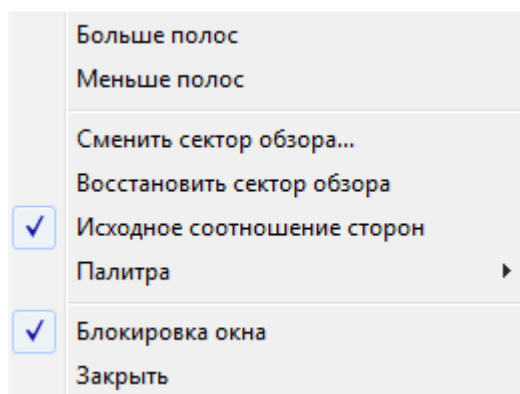 Больше полос
Меньше полос
Сменить сектор обзора...
Восстановить сектор обзора
Исходное соотношение сторон
Палитра
Блокировка окна
Закрыть